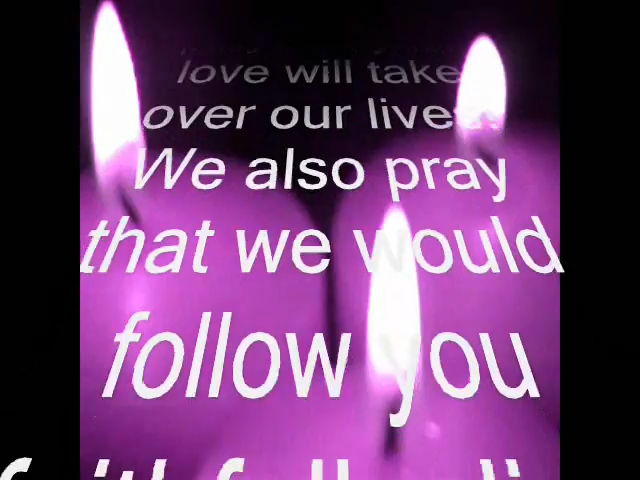 love will take
over our lives
We also pray
that we would
follow you